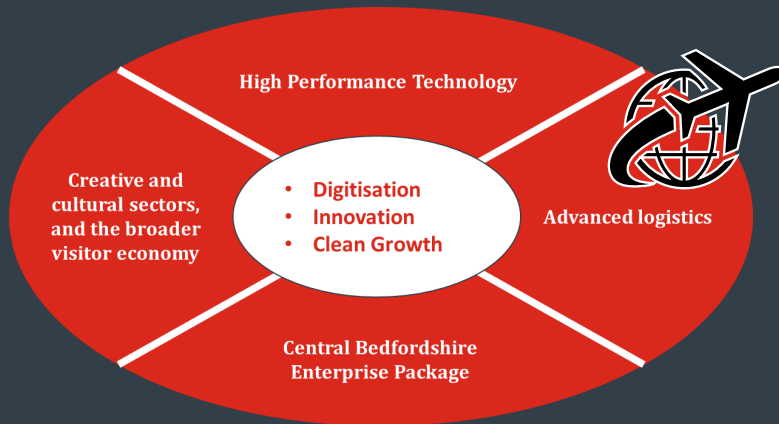 High Performance Technology
Creative and
cultural sectors,
and the broader
visitor economy
• Digitisation
• Innovation
• Clean Growth
Advanced logistics
Central Bedfordshire
Enterprise Package